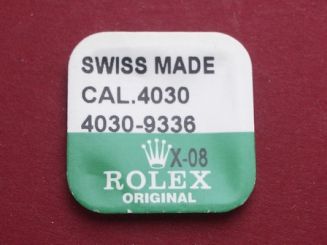 SWISS MADE
CAL.4030
4030-9336
X-08
ROLEX
ORIGINAL